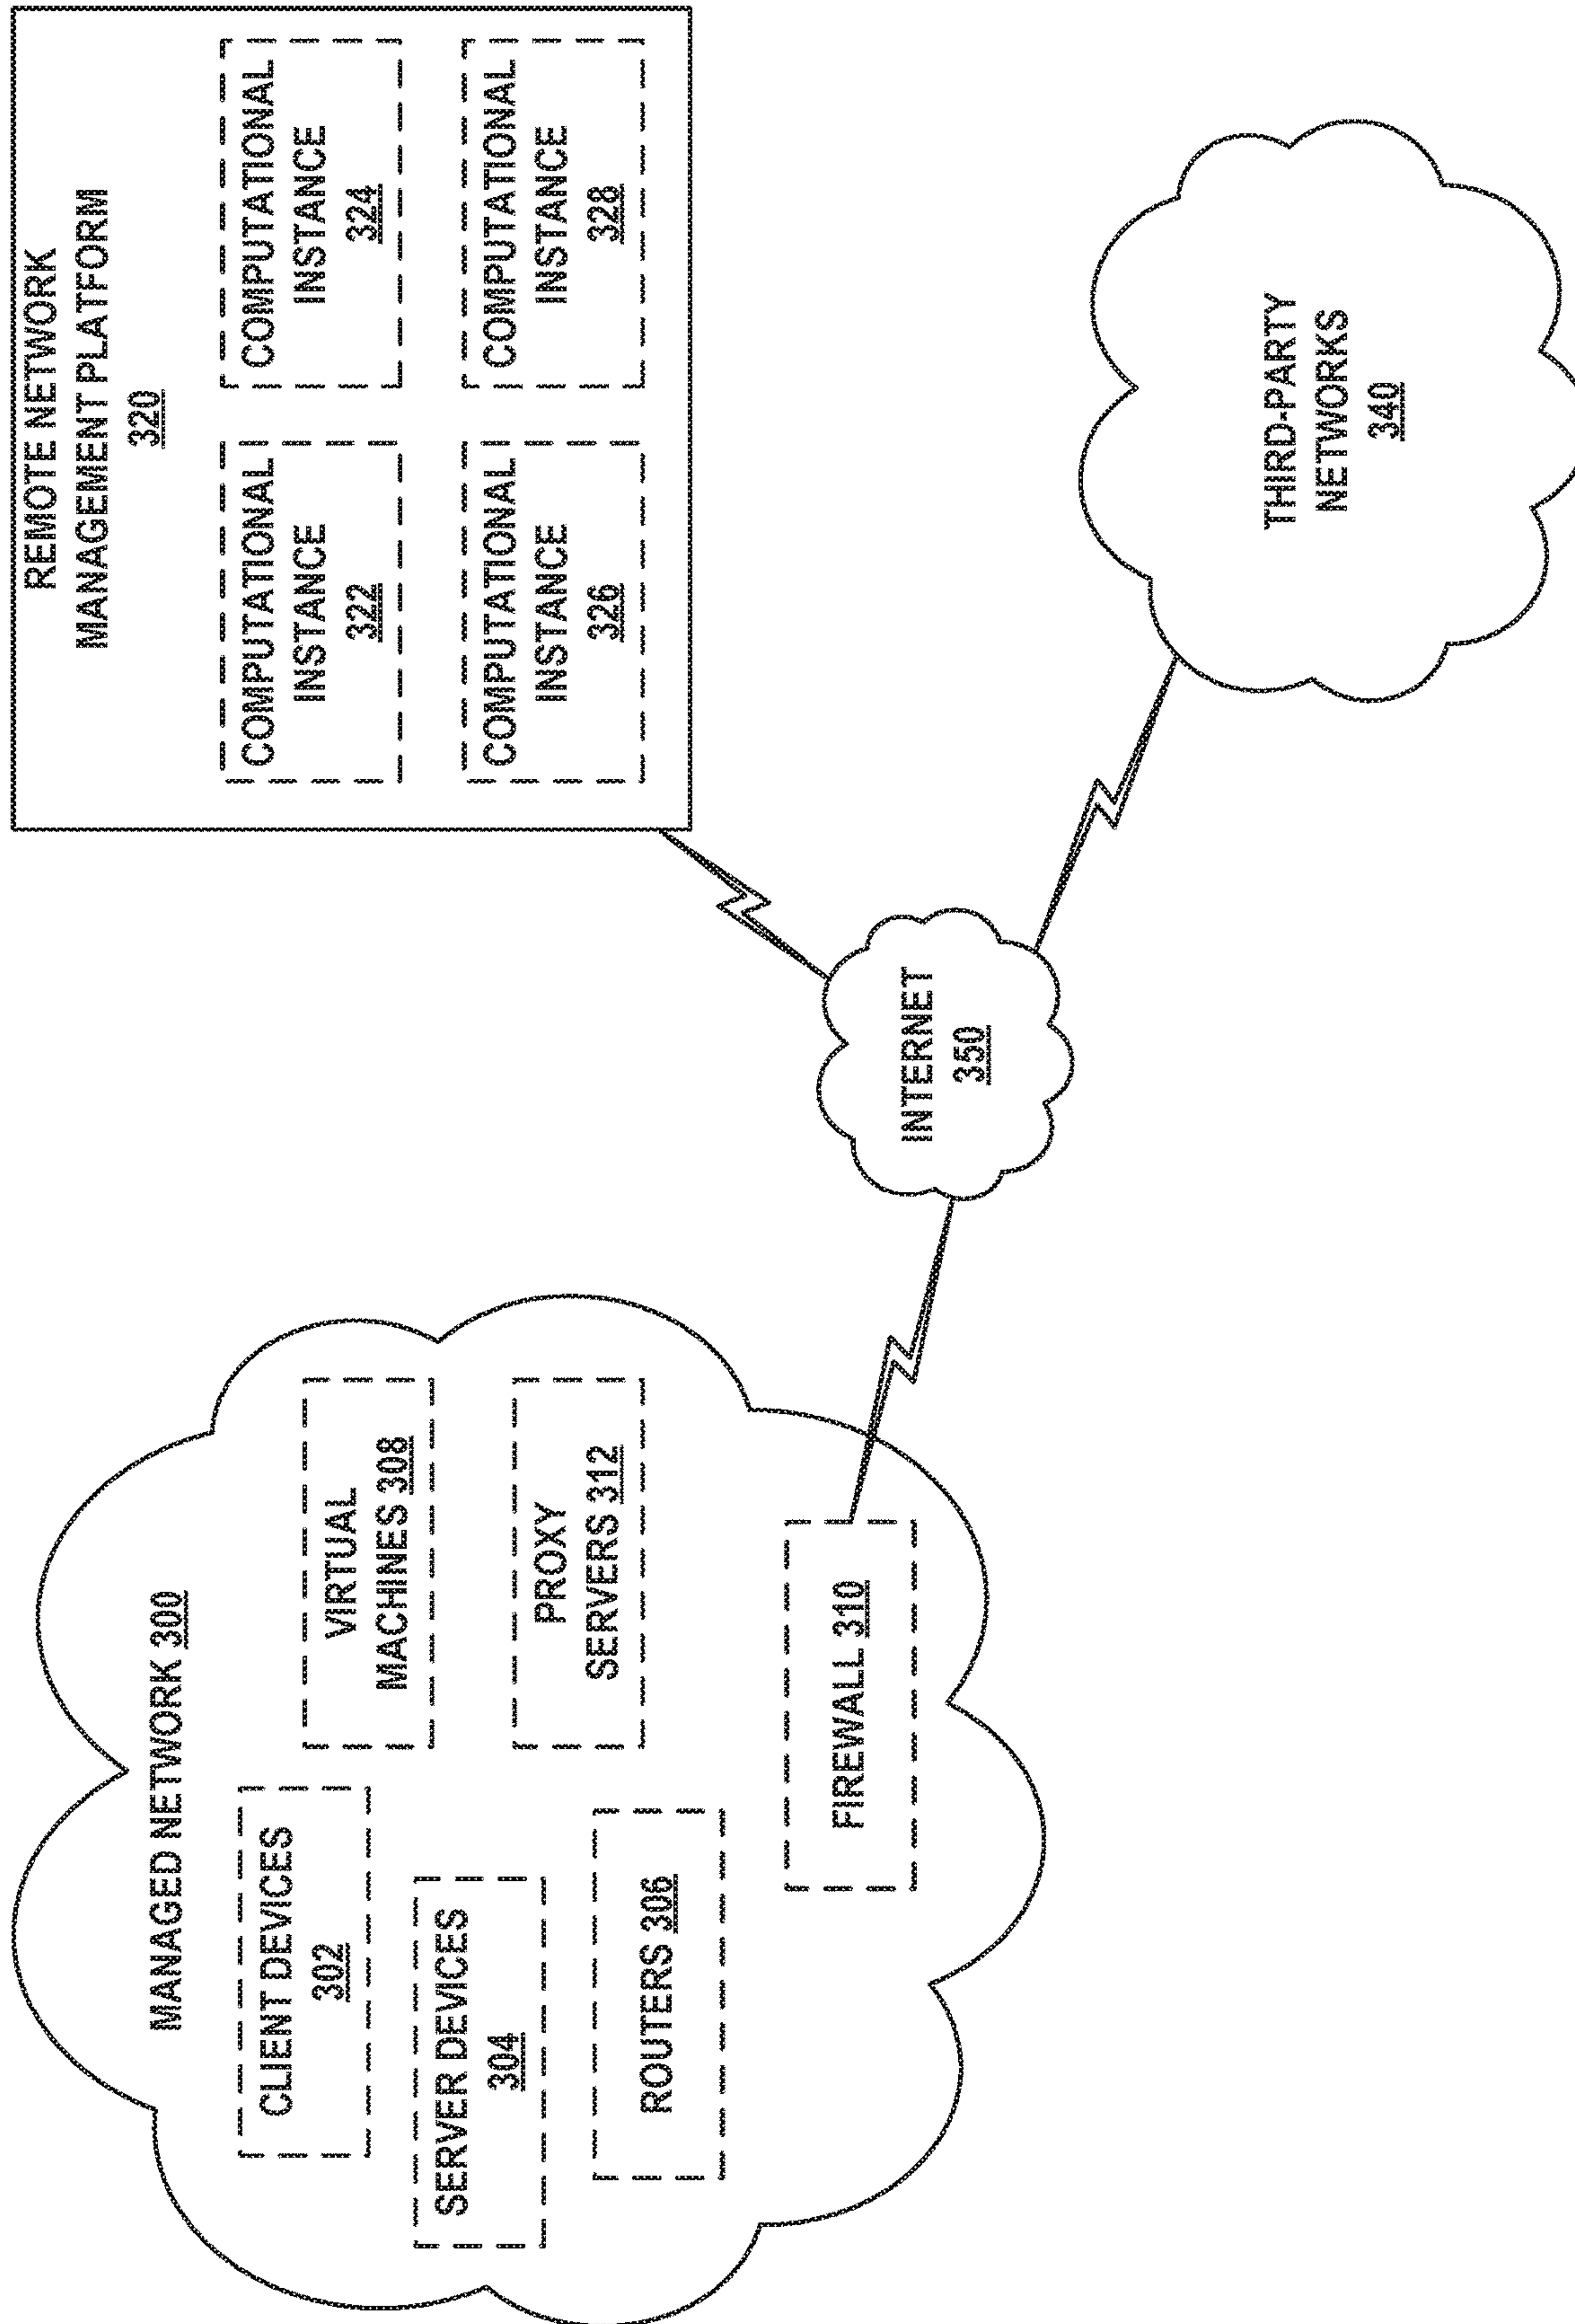 MANAGED NETWORK 300
CLIENT DEVICES
302
SERVER DEVICES
304
ROUTERS 306
VIRTUAL
MACHINES 308
PROXY
SERVERS 312
FIREWALL 310
INTERNET
350
REMOTE NETWORK
MANAGEMENT PLATFORM
320
COMPUTATIONAL
INSTANCE
322
COMPUTATIONAL
INSTANCE
324
COMPUTATIONAL
INSTANCE
326
COMPUTATIONAL
INSTANCE
328
THIRD-PARTY
NETWORKS
340